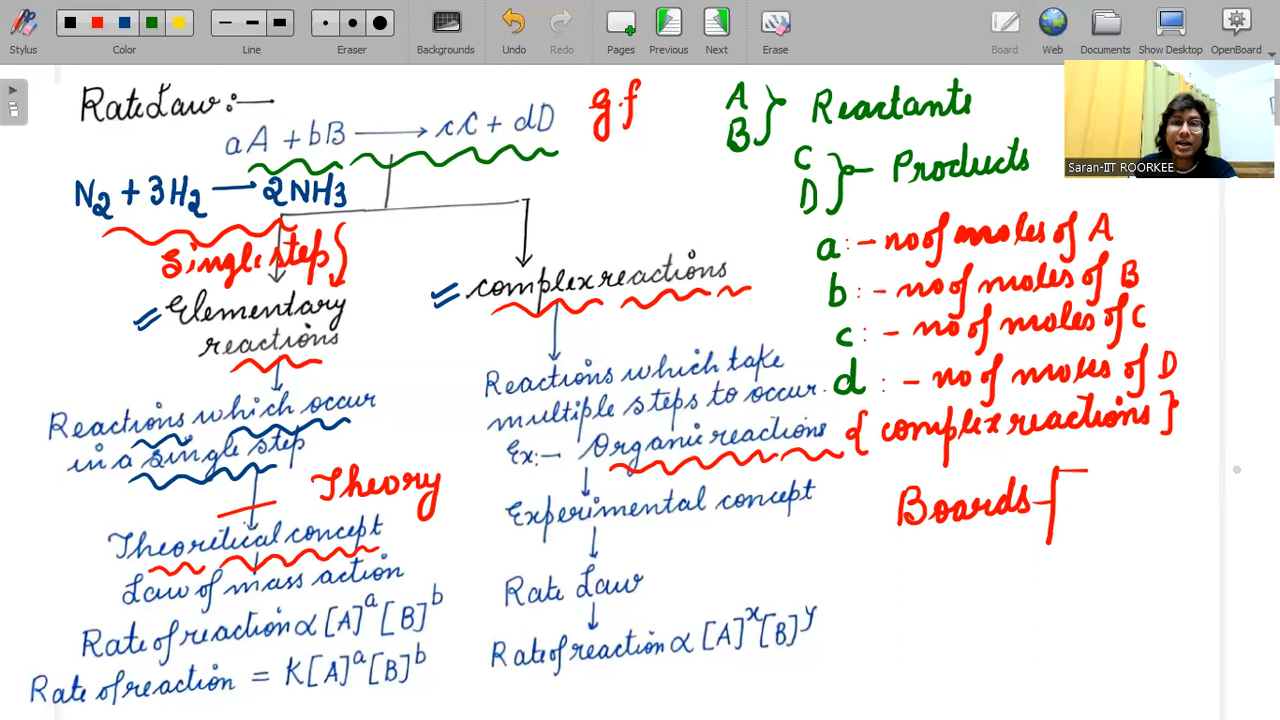 Stylus
Color
Line
Eraser
Backgrounds
Undo
Redo
Pages
Previous
Next
Erase
Board
Web
Documents
Show Desktop
OpenBoard
Saran-IIT ROORKEE
Rate Law :-
aA + bB → cC + dD
g.f
N2 + 3H2 → 2NH3
Single step
Elementary
reactions
Reactions which occur
in a single step
Theory
Theoritical concept
Law of mass action
Rate of reaction ∝ [A]^a [B]^b
Rate of reaction = K[A]^a [B]^b
complex reactions
Reactions which take
multiple steps to occur.
Ex:- Organic reactions
Experimental concept
Rate Law
Rate of reaction ∝ [A]^x [B]^y
A
B } Reactants
C
D } - Products
a :- no of moles of A
b :- no of moles of B
c :- no of moles of C
d :- no of moles of D
{ complex reactions }
Boards